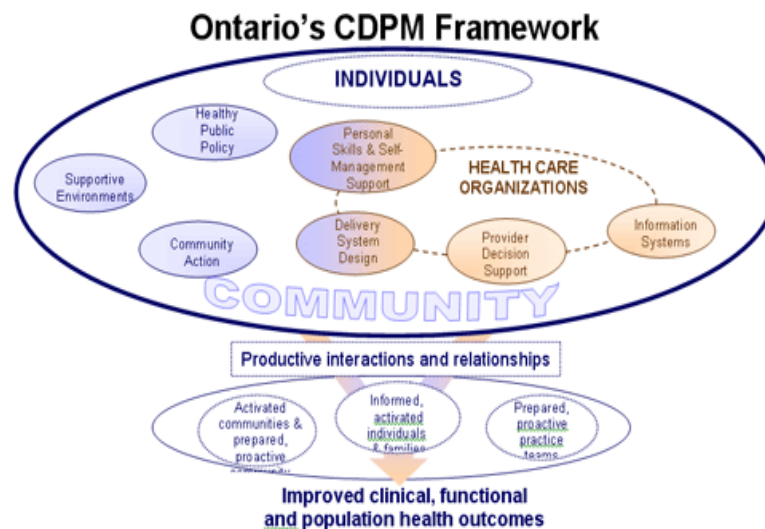 Ontario's CDPM Framework
INDIVIDUALS
Healthy
Public
Policy
Personal
Skills & Self-
Management
Support
HEALTH CARE
ORGANIZATIONS
Supportive
Environments
Community
Action
Delivery
System
Design
Provider
Decision
Support
Information
Systems
COMMUNITY
Productive interactions and relationships
Activated
communities &
prepared,
proactive
Informed,
activated
individuals
& families
Prepared,
proactive
practice
teams
Improved clinical, functional
and population health outcomes